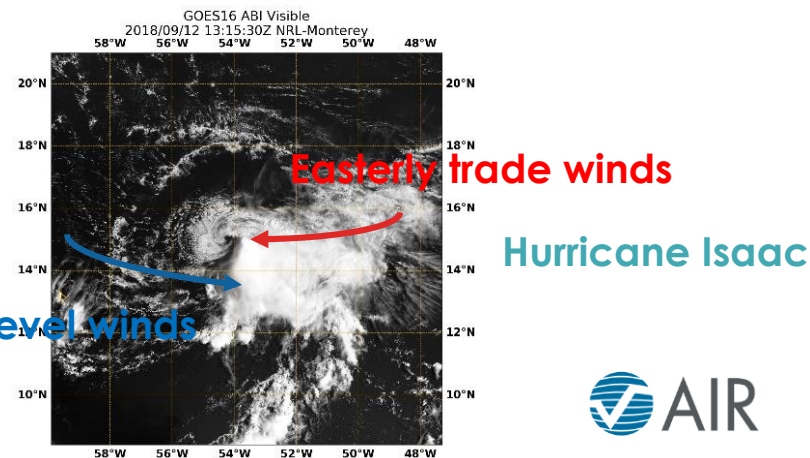 GOES16 ABI Visible
2018/09/12 13:15:30Z NRL-Monterey
58°W 56°W 54°W 52°W 50°W 48°W
20°N 20°N
18°N 18°N
Easterly trade winds
16°N 16°N
Hurricane Isaac
14°N 14°N
evel winds
12°N 12°N
10°N 10°N
AIR
58°W 56°W 54°W 52°W 50°W 48°W